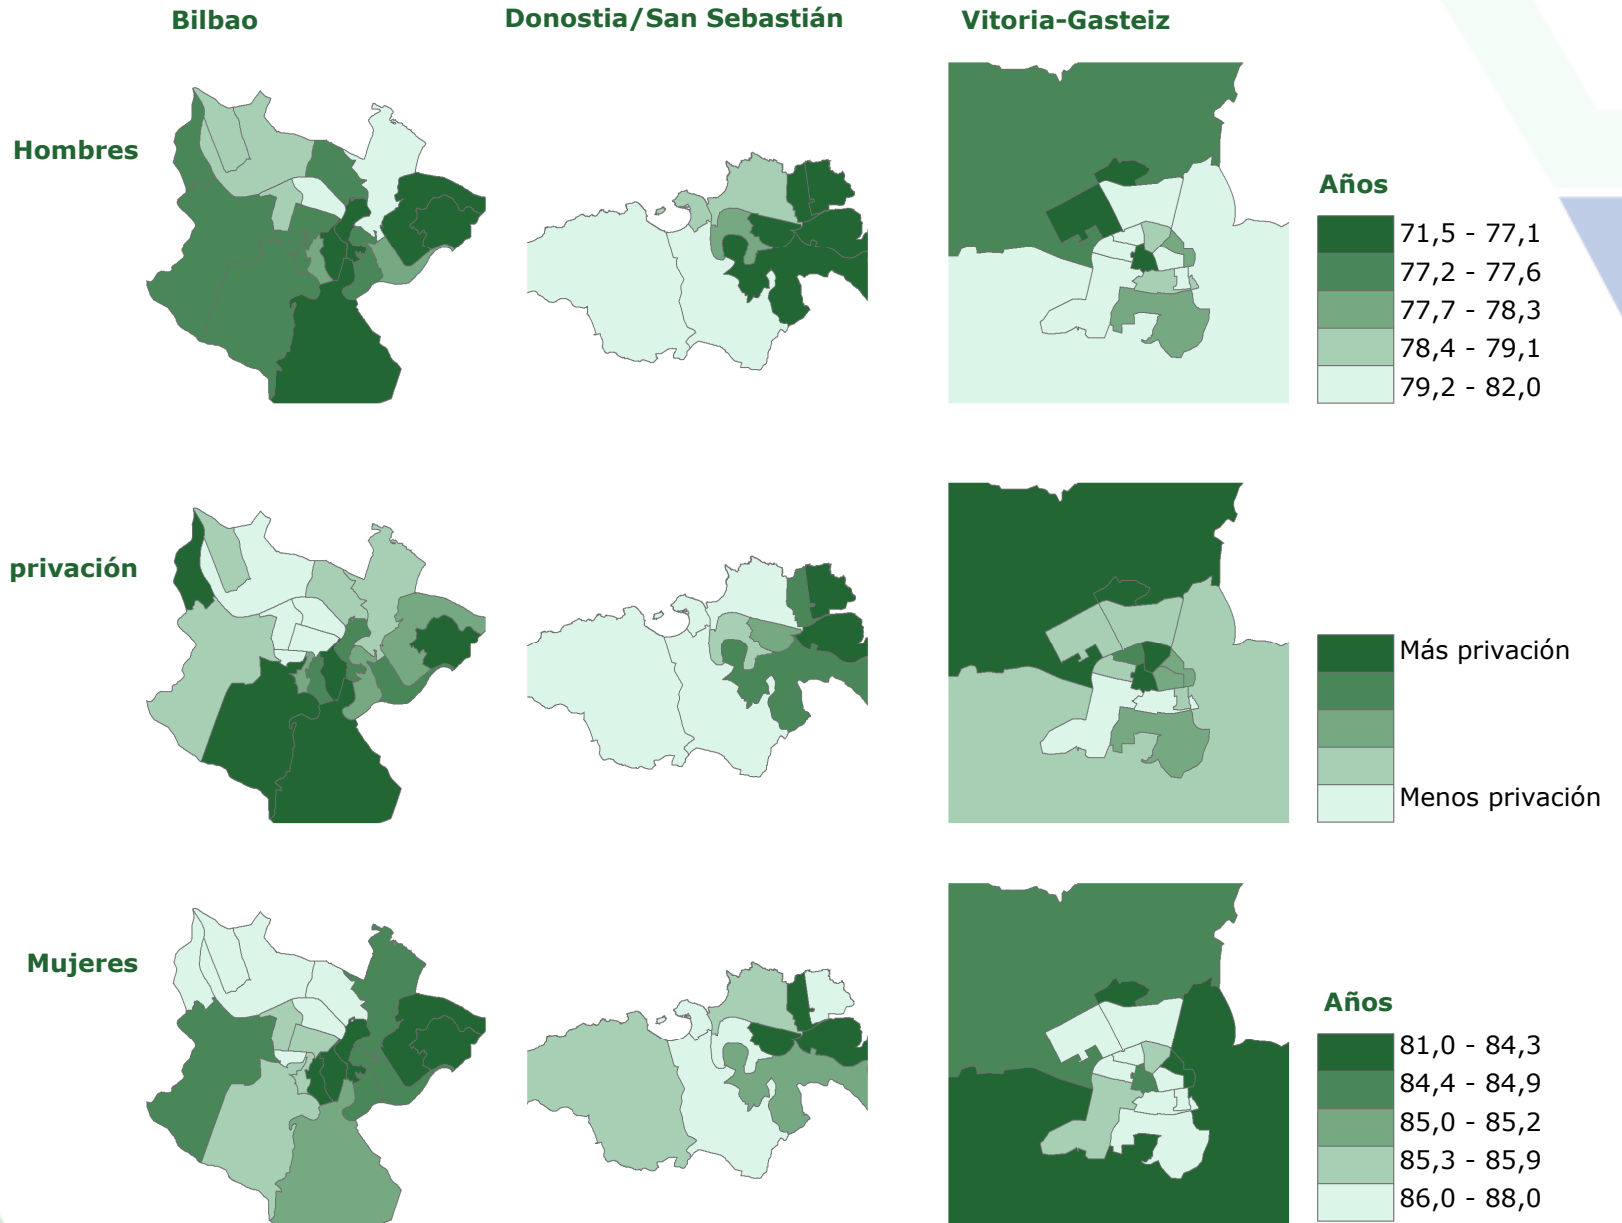 Bilbao
Donostia/San Sebastián
Vitoria-Gasteiz
Hombres
Años
71,5 - 77,1
77,2 - 77,6
77,7 - 78,3
78,4 - 79,1
79,2 - 82,0
privación
Más privación
Menos privación
Mujeres
Años
81,0 - 84,3
84,4 - 84,9
85,0 - 85,2
85,3 - 85,9
86,0 - 88,0